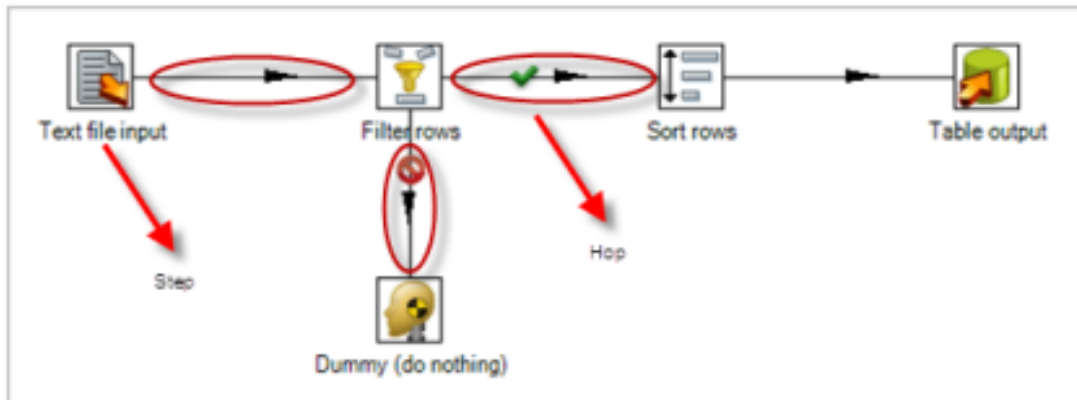 Text file input
Filter rows
Sort rows
Table output
Step
Hop
Dummy (do nothing)